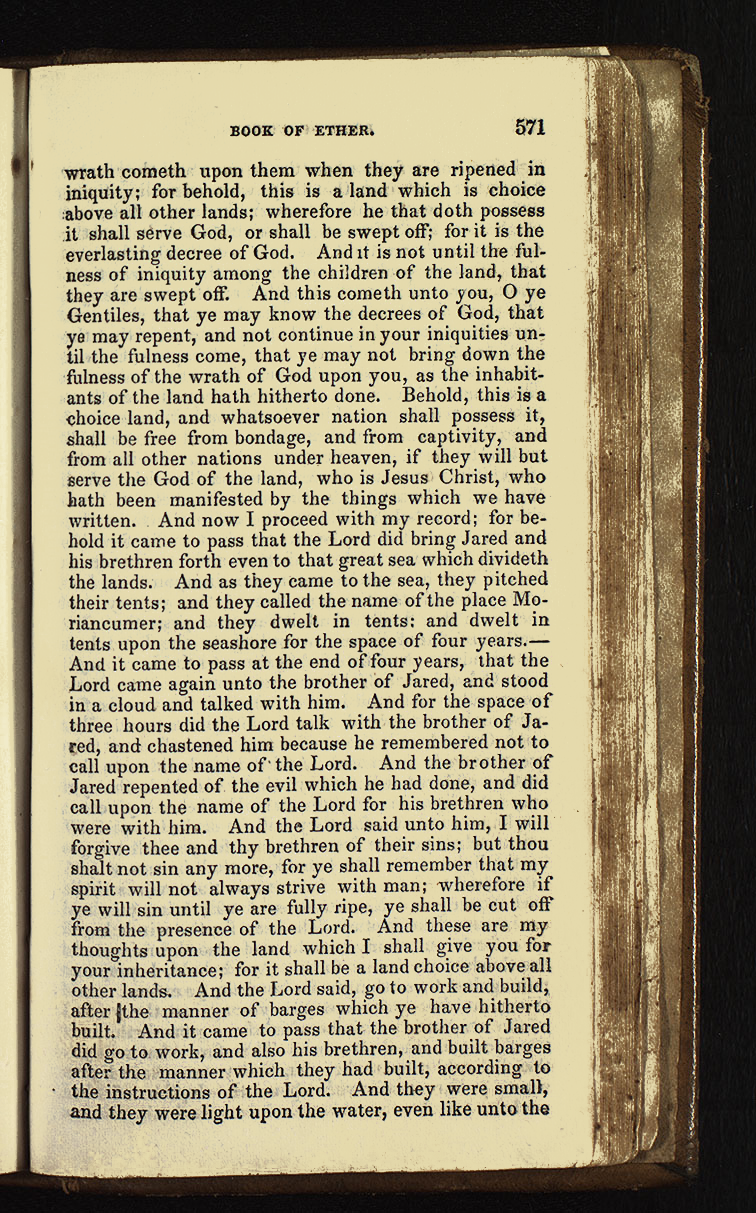 BOOK OF ETHER. 571
wrath cometh upon them when they are ripened in
iniquity; for behold, this is a land which is choice
above all other lands; wherefore he that doth possess
it shall serve God, or shall be swept off; for it is the
everlasting decree of God. And it is not until the ful-
ness of iniquity among the children of the land, that
they are swept off. And this cometh unto you, O ye
Gentiles, that ye may know the decrees of God, that
ye may repent, and not continue in your iniquities un-
til the fulness come, that ye may not bring down the
fulness of the wrath of God upon you, as the inhabit-
ants of the land hath hitherto done. Behold, this is a
choice land, and whatsoever nation shall possess it,
shall be free from bondage, and from captivity, and
from all other nations under heaven, if they will but
serve the God of the land, who is Jesus Christ, who
hath been manifested by the things which we have
written. And now I proceed with my record; for be-
hold it came to pass that the Lord did bring Jared and
his brethren forth even to that great sea which divideth
the lands. And as they came to the sea, they pitched
their tents; and they called the name of the place Mo-
riancumer; and they dwelt in tents: and dwelt in
tents upon the seashore for the space of four years.—
And it came to pass at the end of four years, that the
Lord came again unto the brother of Jared, and stood
in a cloud and talked with him. And for the space of
three hours did the Lord talk with the brother of Ja-
red, and chastened him because he remembered not to
call upon the name of the Lord. And the brother of
Jared repented of the evil which he had done, and did
call upon the name of the Lord for his brethren who
were with him. And the Lord said unto him, I will
forgive thee and thy brethren of their sins; but thou
shalt not sin any more, for ye shall remember that my
spirit will not always strive with man; wherefore if
ye will sin until ye are fully ripe, ye shall be cut off
from the presence of the Lord. And these are my
thoughts upon the land which I shall give you for
your inheritance; for it shall be a land choice above all
other lands. And the Lord said, go to work and build,
after the manner of barges which ye have hitherto
built. And it came to pass that the brother of Jared
did go to work, and also his brethren, and built barges
after the manner which they had built, according to
the instructions of the Lord. And they were small,
and they were light upon the water, even like unto the